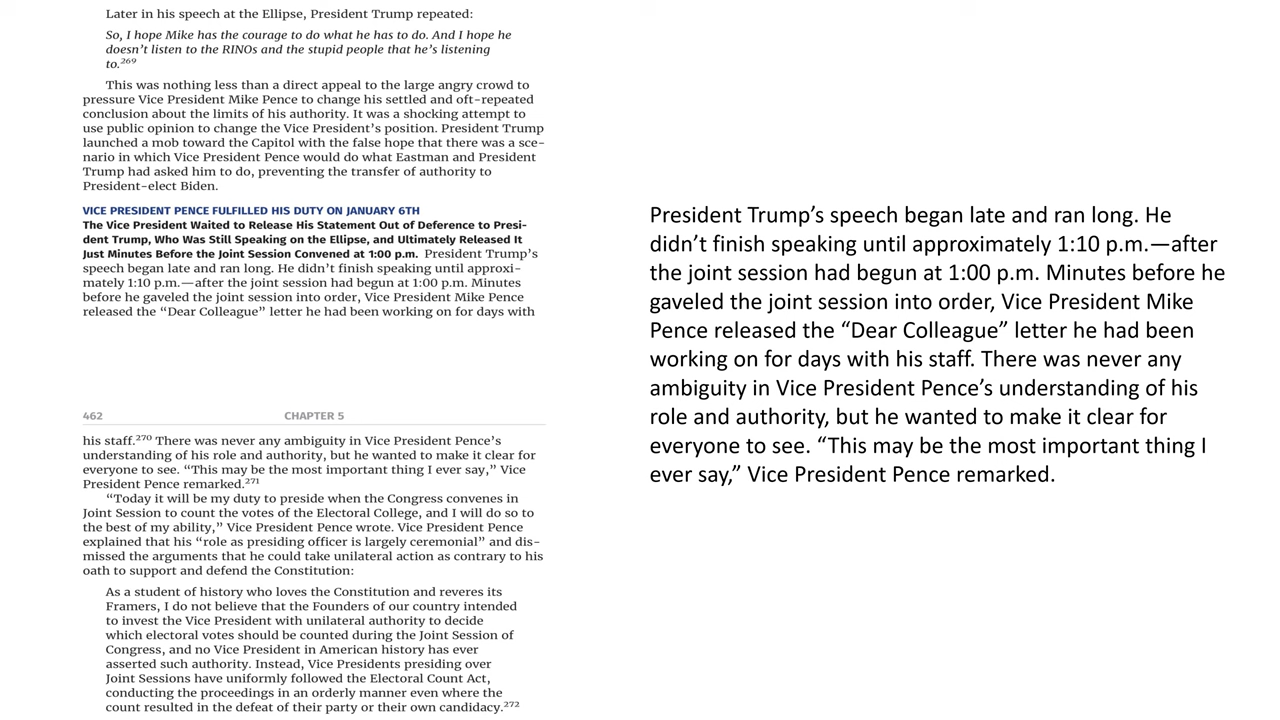 Later in his speech at the Ellipse, President Trump repeated:
So, I hope Mike has the courage to do what he has to do. And I hope he
doesn’t listen to the RINOs and the stupid people that he’s listening
to.²⁶⁹
This was nothing less than a direct appeal to the large angry crowd to
pressure Vice President Mike Pence to change his settled and oft-repeated
conclusion about the limits of his authority. It was a shocking attempt to
use public opinion to change the Vice President’s position. President Trump
launched a mob toward the Capitol with the false hope that there was a sce-
nario in which Vice President Pence would do what Eastman and President
Trump had asked him to do, preventing the transfer of authority to
President-elect Biden.
VICE PRESIDENT PENCE FULFILLED HIS DUTY ON JANUARY 6TH
The Vice President Waited to Release His Statement Out of Deference to Presi-
dent Trump, Who Was Still Speaking on the Ellipse, and Ultimately Released It
Just Minutes Before the Joint Session Convened at 1:00 p.m. President Trump’s
speech began late and ran long. He didn’t finish speaking until approxi-
mately 1:10 p.m.—after the joint session had begun at 1:00 p.m. Minutes
before he gaveled the joint session into order, Vice President Mike Pence
released the “Dear Colleague” letter he had been working on for days with
462 CHAPTER 5
his staff.²⁷⁰ There was never any ambiguity in Vice President Pence’s
understanding of his role and authority, but he wanted to make it clear for
everyone to see. “This may be the most important thing I ever say,” Vice
President Pence remarked.²⁷¹
“Today it will be my duty to preside when the Congress convenes in
Joint Session to count the votes of the Electoral College, and I will do so to
the best of my ability,” Vice President Pence wrote. Vice President Pence
explained that his “role as presiding officer is largely ceremonial” and dis-
missed the arguments that he could take unilateral action as contrary to his
oath to support and defend the Constitution:
As a student of history who loves the Constitution and reveres its
Framers, I do not believe that the Founders of our country intended
to invest the Vice President with unilateral authority to decide
which electoral votes should be counted during the Joint Session of
Congress, and no Vice President in American history has ever
asserted such authority. Instead, Vice Presidents presiding over
Joint Sessions have uniformly followed the Electoral Count Act,
conducting the proceedings in an orderly manner even where the
count resulted in the defeat of their party or their own candidacy.²⁷²
President Trump’s speech began late and ran long. He
didn’t finish speaking until approximately 1:10 p.m.—after
the joint session had begun at 1:00 p.m. Minutes before he
gaveled the joint session into order, Vice President Mike
Pence released the “Dear Colleague” letter he had been
working on for days with his staff. There was never any
ambiguity in Vice President Pence’s understanding of his
role and authority, but he wanted to make it clear for
everyone to see. “This may be the most important thing I
ever say,” Vice President Pence remarked.